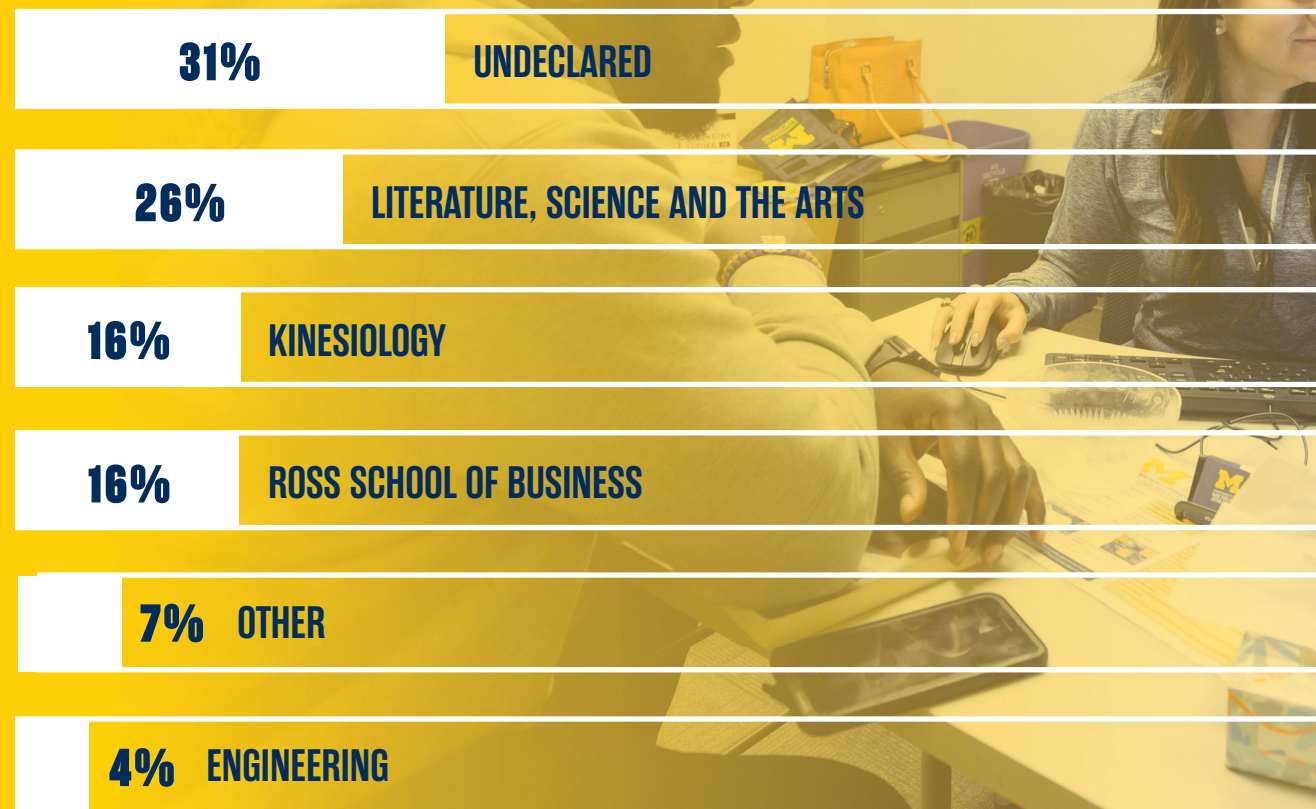 31% UNDECLARED
26% LITERATURE, SCIENCE AND THE ARTS
16% KINESIOLOGY
16% ROSS SCHOOL OF BUSINESS
7% OTHER
4% ENGINEERING